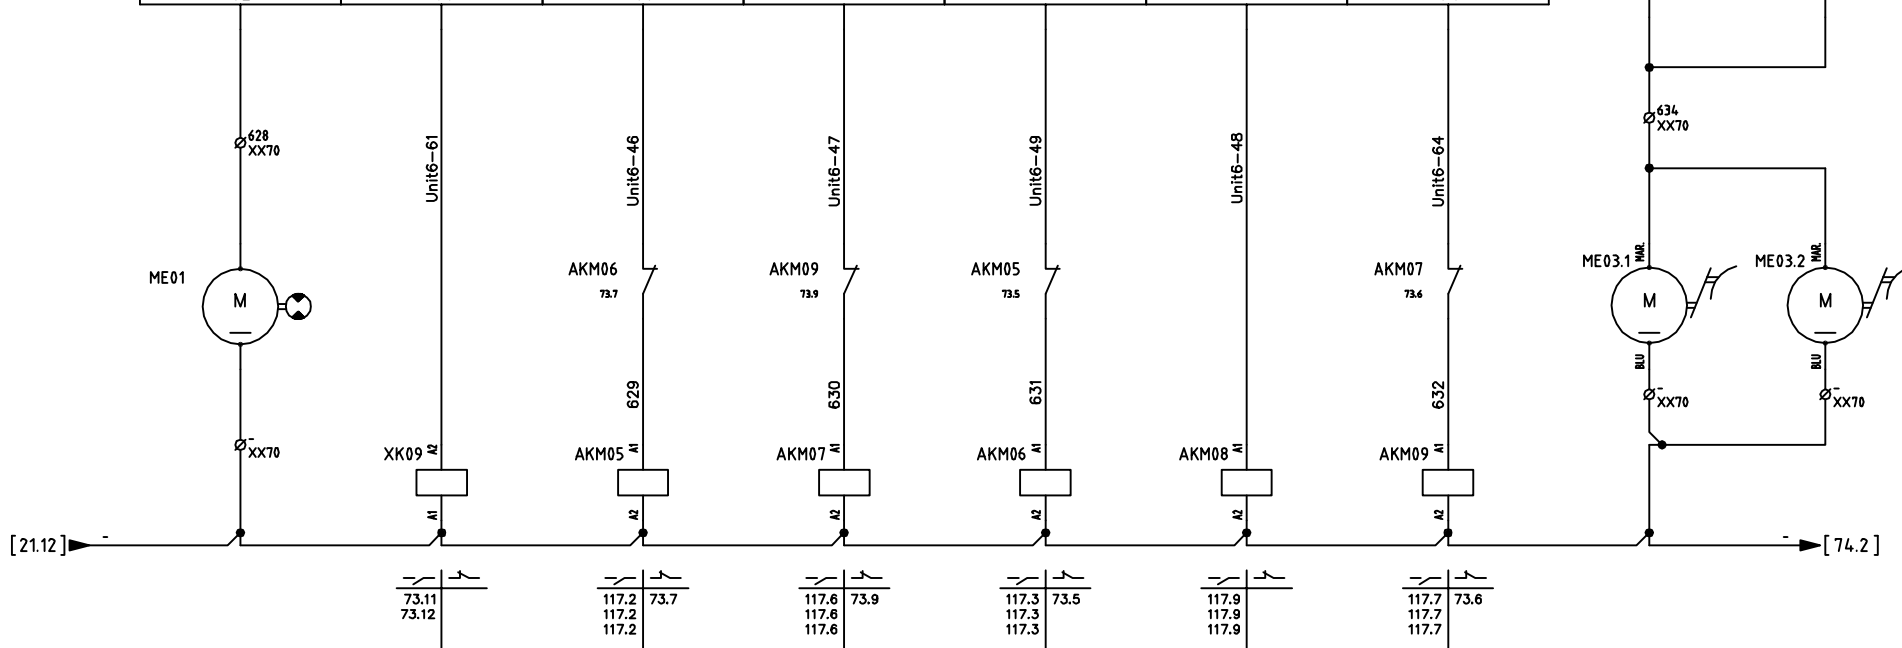 628
XX70
634
XX70
Unit6-61
Unit6-46
Unit6-47
Unit6-49
Unit6-48
Unit6-64
ME01
M
AKM06
73.7
AKM09
73.9
AKM05
73.5
AKM07
73.6
ME03.1
MAR.
M
ME03.2
MAR.
M
BLU
BLU
629
630
631
632
-
XX70
-
XX70
-
XX70
XK09
A2
AKM05
A1
AKM07
A1
AKM06
A1
AKM08
A1
AKM09
A1
A1
A2
A2
A2
A2
A2
[21.12]
-
-
[74.2]
73.11
73.12
117.2 73.7
117.2
117.2
117.6 73.9
117.6
117.6
117.3 73.5
117.3
117.3
117.9
117.9
117.9
117.7 73.6
117.7
117.7